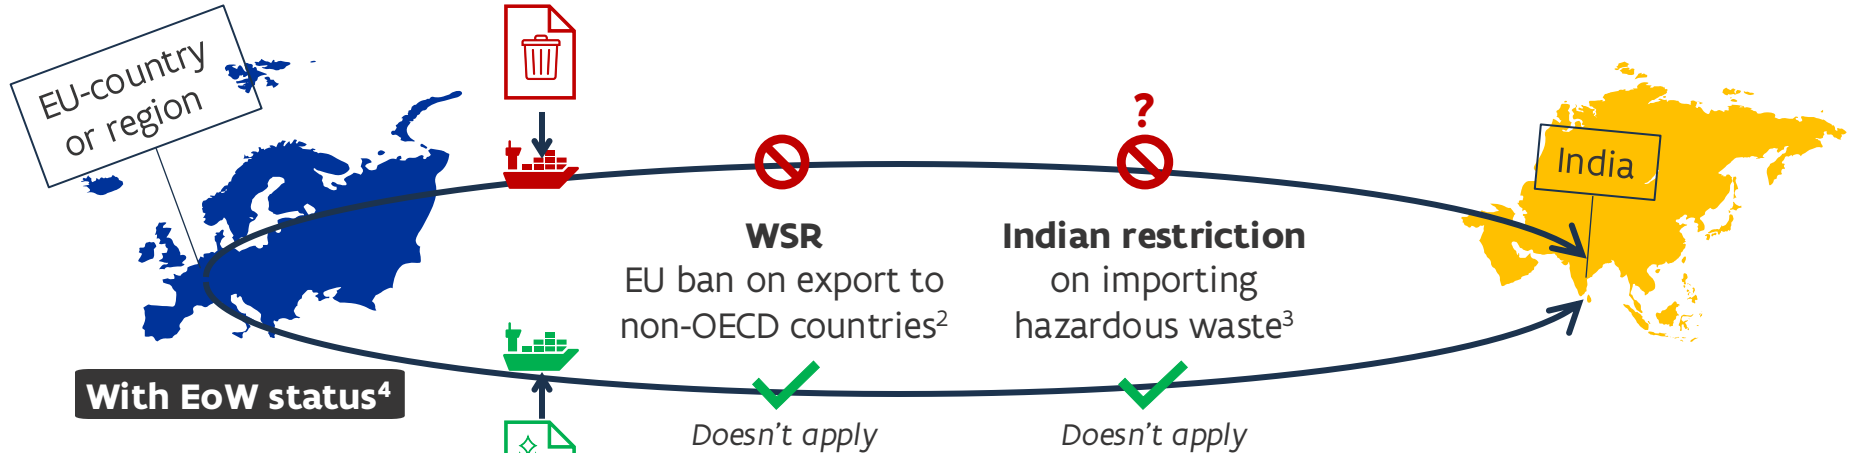 EU-country
or region
?
India
WSR
EU ban on export to
non-OECD countries²
Indian restriction
on importing
hazardous waste³
With EoW status⁴
Doesn't apply
Doesn't apply